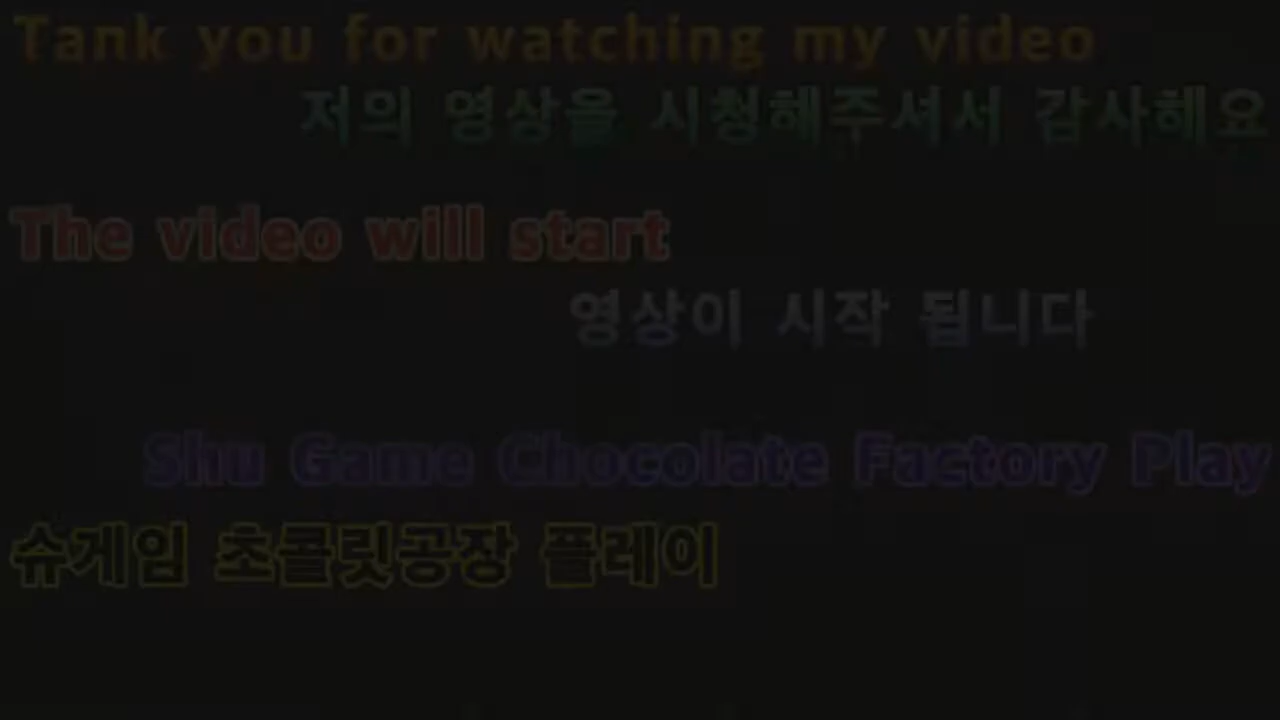 Tank you for watching my video
저의 영상을 시청해주셔서 감사해요
The video will start
영상이 시작 됩니다
Shu Game Chocolate Factory Play
슈게임 초콜릿공장 플레이